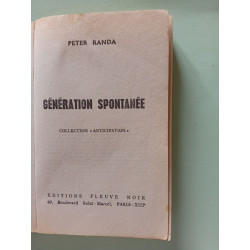 PETER RANDA
GÉNÉRATION SPONTANÉE
COLLECTION « ANTICIPATION »
EDITIONS FLEUVE NOIR
69, Boulevard Saint-Marcel, PARIS-XIIIᵉ